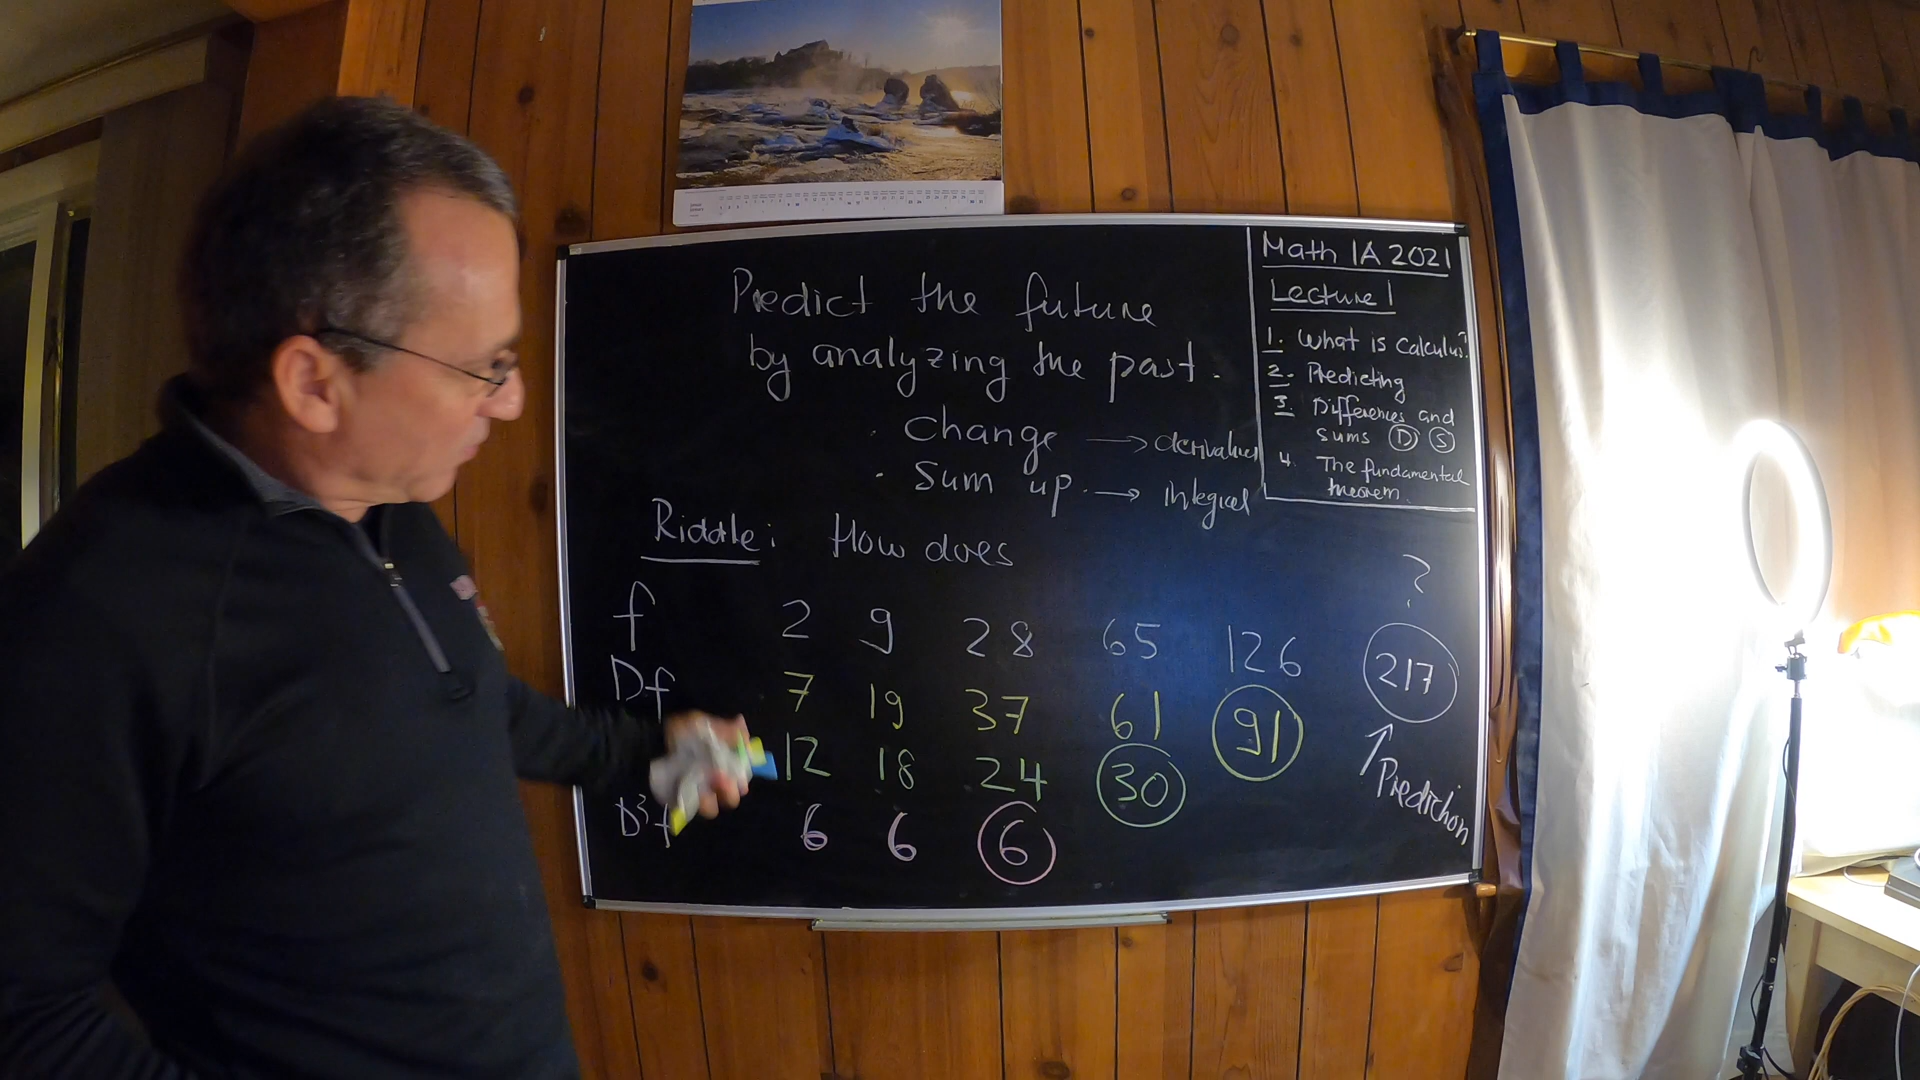 Predict the future
by analyzing the past.
· Change → derivative
· Sum up. → integral
Math 1A 2021
Lecture 1
1. What is calculus?
2. Predicting
3. Differences and
sums D S
4. The fundamental
theorem.
Riddle: How does
?
f 2 9 28 65 126 217
Df 7 19 37 61 91
12 18 24 30
D³f 6 6 6
Prediction